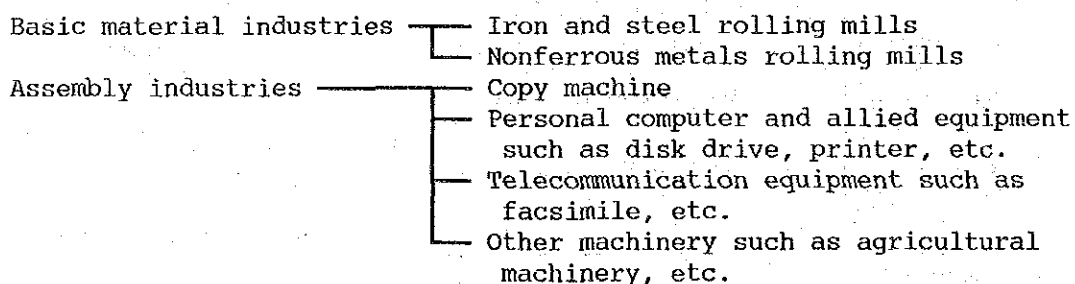 Basic material industries Iron and steel rolling mills
Nonferrous metals rolling mills
Assembly industries Copy machine
Personal computer and allied equipment
such as disk drive, printer, etc.
Telecommunication equipment such as
facsimile, etc.
Other machinery such as agricultural
machinery, etc.